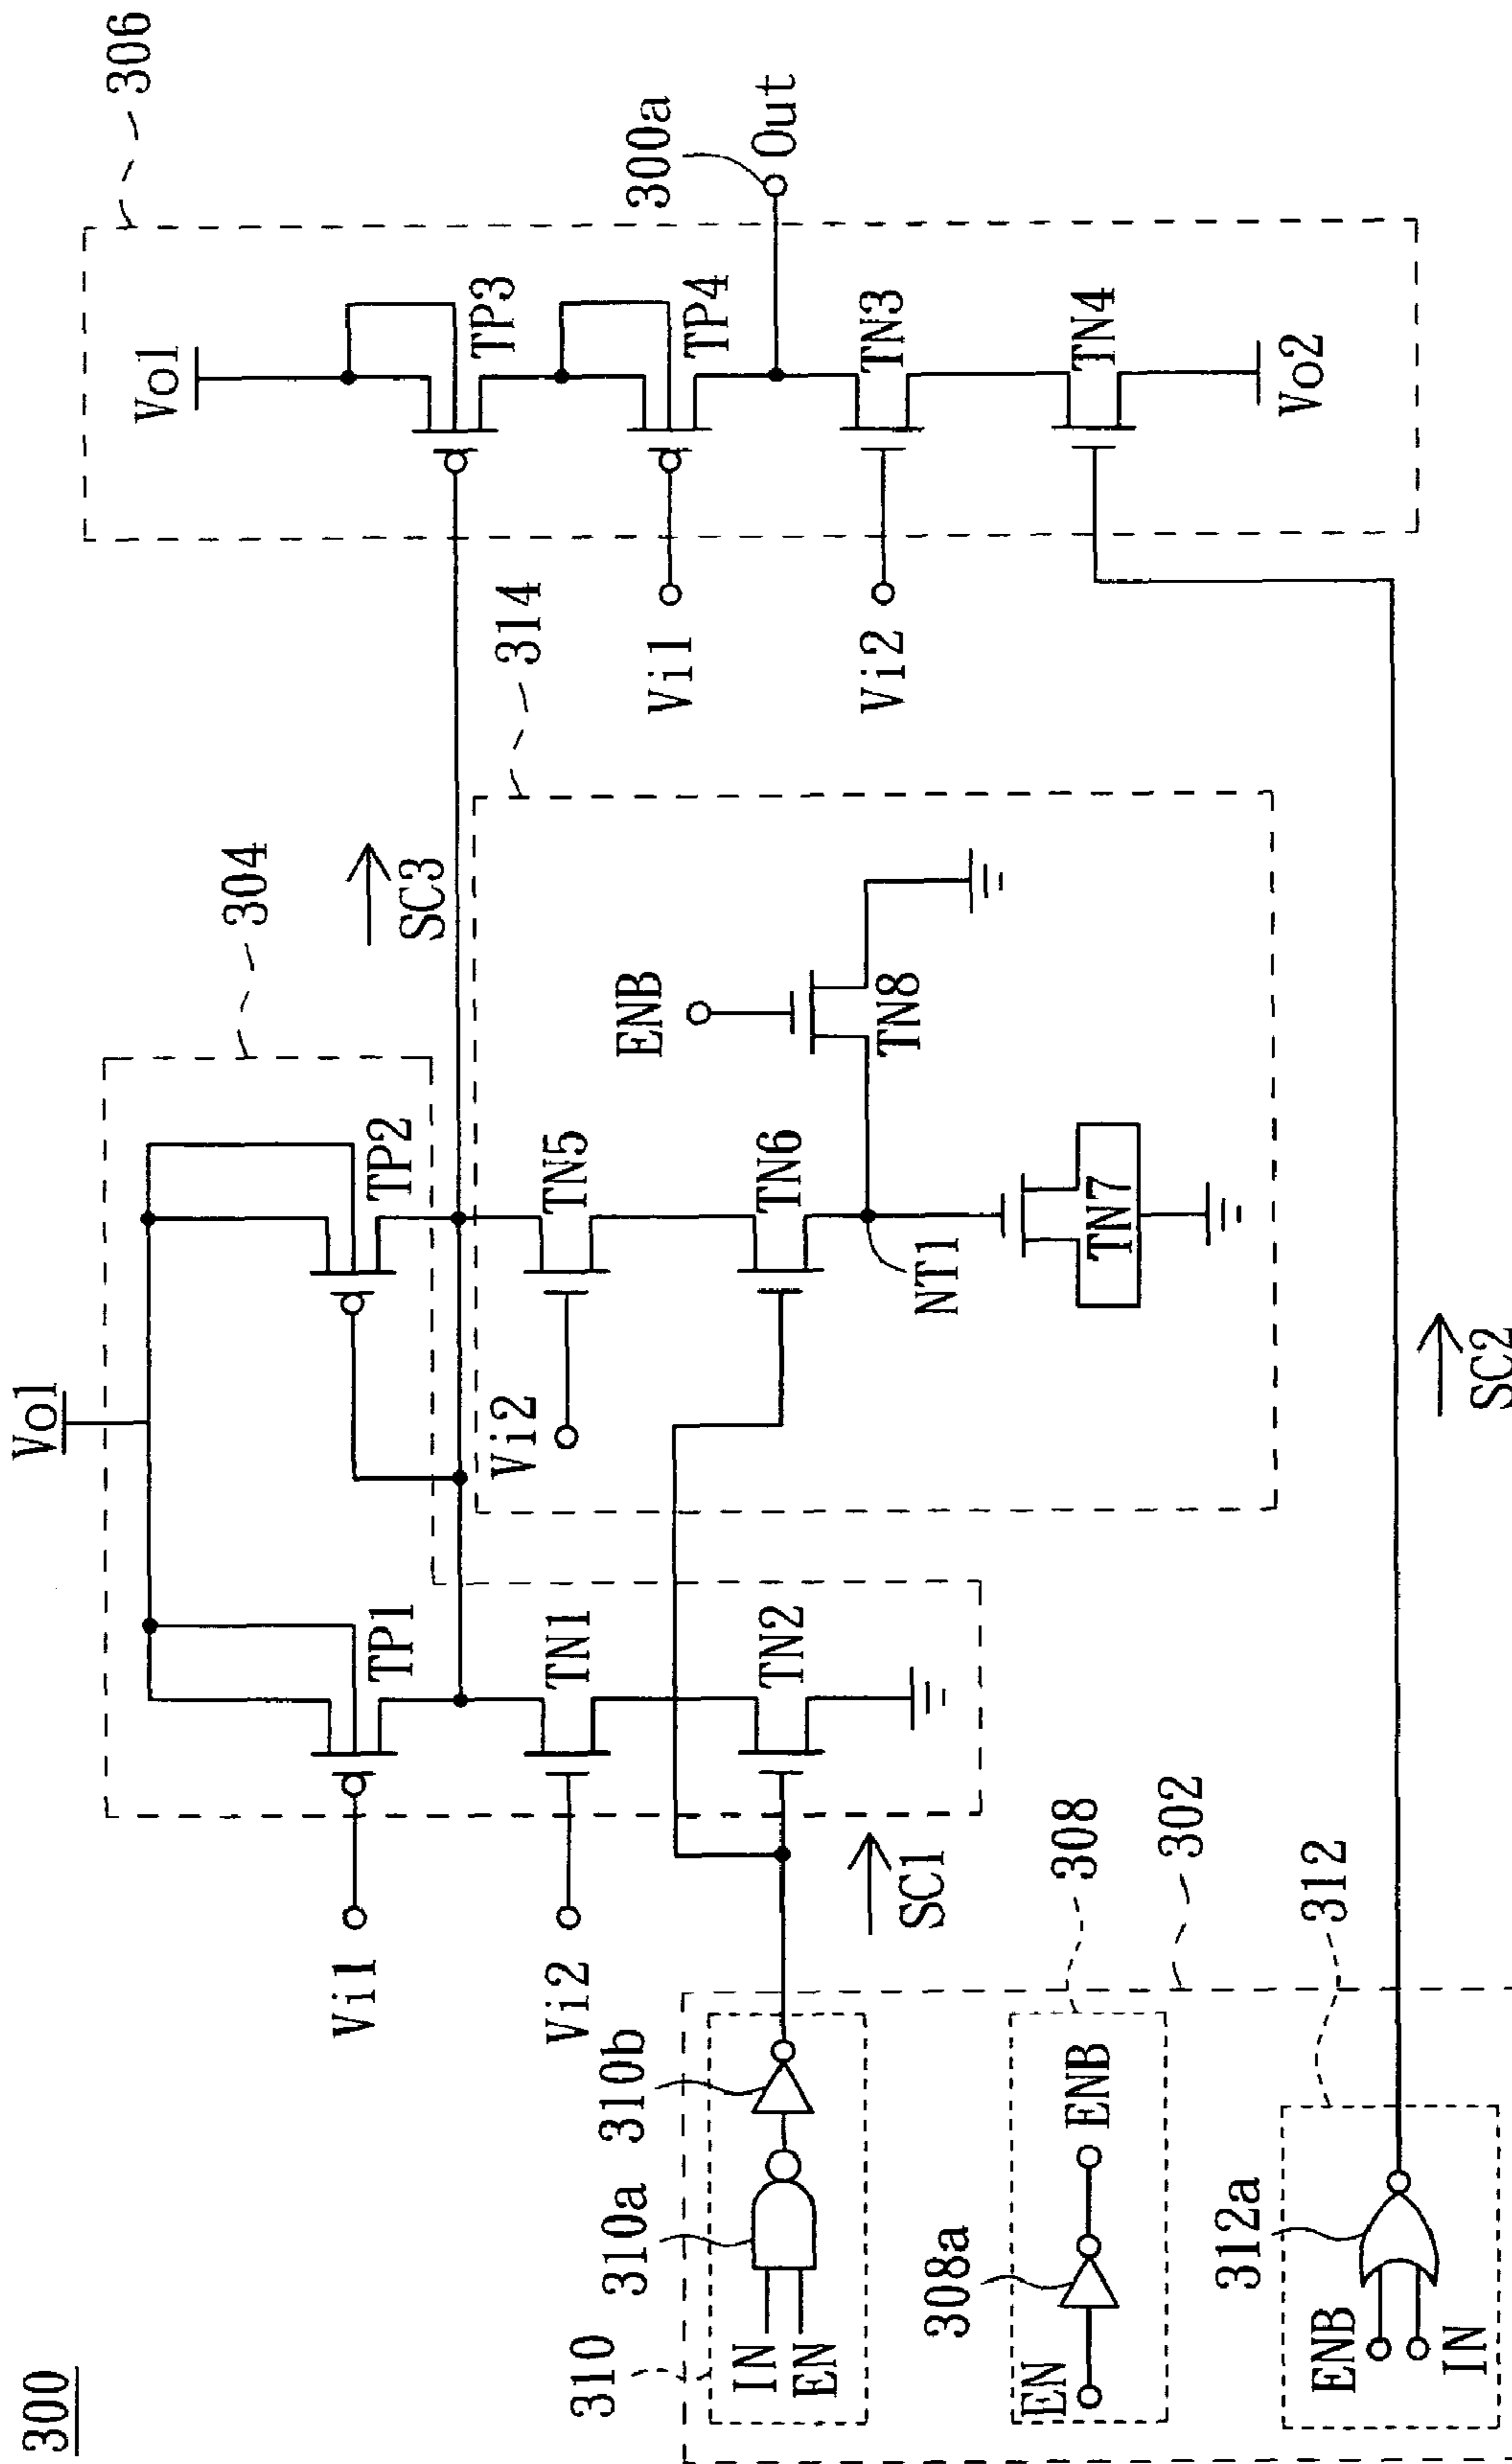 300
Vo1
304
306
Vo1
Vi1
TP1
TP2
SC3
TP3
300a
Out
Vi2
TN1
Vi2
TN5
314
Vi1
TP4
310
310a
310b
IN
EN
TN2
TN6
ENB
TN8
Vi2
TN3
SC1
NT1
TN7
TN4
308
302
308a
EN
ENB
Vo2
312
312a
ENB
IN
SC2